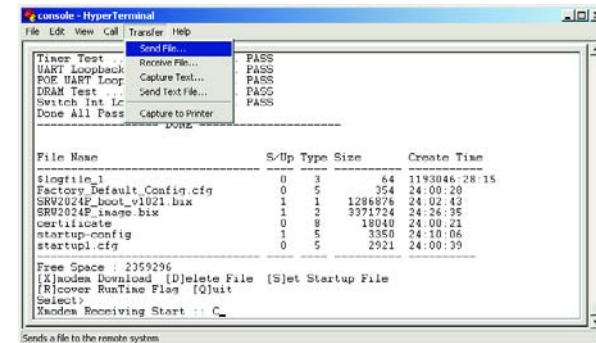 console - HyperTerminal
File Edit View Call Transfer Help
Send File...
Receive File...
Capture Text...
Send Text File...
Capture to Printer
Timer Test .. PASS
UART Loopback PASS
POE UART Loop PASS
DRAM Test ... PASS
Switch Int Lc PASS
Done All Pass
DONE
File Name S/Up Type Size Create Time
$logfile_1 0 3 64 1193046:28:15
Factory_Default_Config.cfg 0 5 354 24:00:20
SRW2024P_boot_v1021.bix 1 1 1286876 24:02:43
SRW2024P_image.bix 1 2 3371724 24:26:35
certificate 0 8 18040 24:00:21
startup-config 1 5 3350 24:10:06
startup1.cfg 0 5 2921 24:00:39
Free Space : 2359296
[X]modem Download [D]elete File [S]et Startup File
[R]cover RunTime Flag [Q]uit
Select>
Xmodem Receiving Start :: C_
Sends a file to the remote system